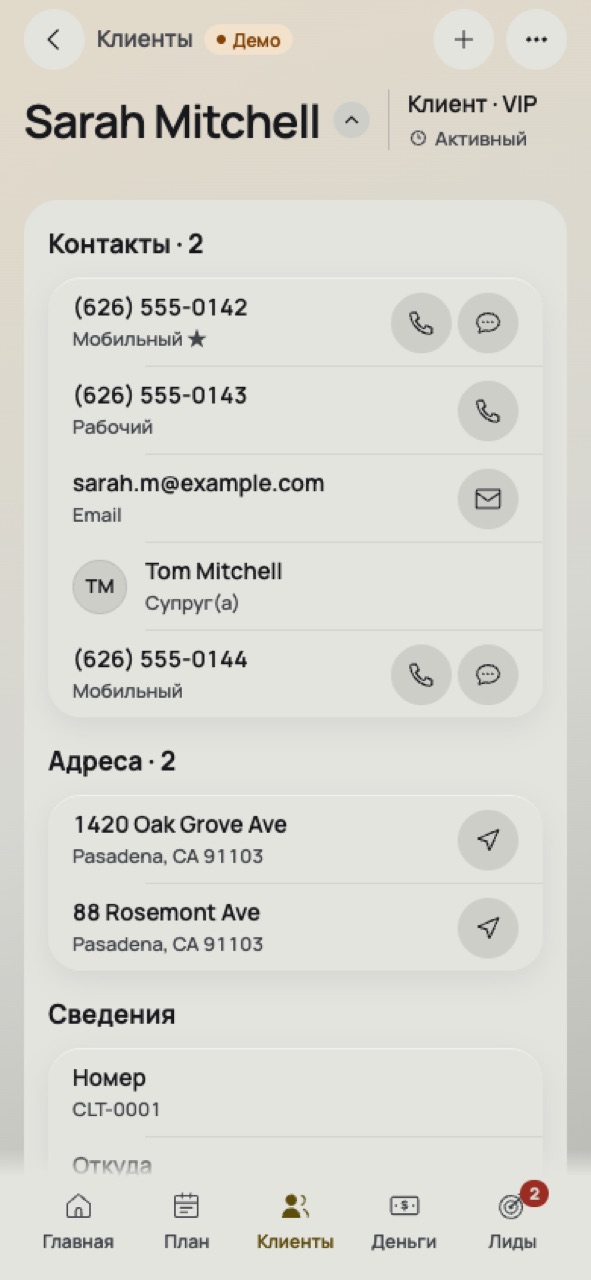 Клиенты
Демо
Sarah Mitchell
Клиент · VIP
Активный
Контакты · 2
(626) 555-0142
Мобильный ★
(626) 555-0143
Рабочий
sarah.m@example.com
Email
TM
Tom Mitchell
Супруг(а)
(626) 555-0144
Мобильный
Адреса · 2
1420 Oak Grove Ave
Pasadena, CA 91103
88 Rosemont Ave
Pasadena, CA 91103
Сведения
Номер
CLT-0001
Откуда
2
Главная
План
Клиенты
Деньги
Лиды